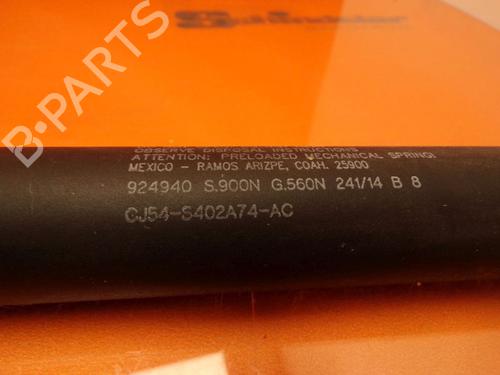 OBSERVE DISPOSAL INSTRUCTIONS
ATTENTION: PRELOADED MECHANICAL SPRING!
MEXICO - RAMOS ARIZPE, COAH. 25900
924940 S.900N G.560N 241/14 B 8
CJ54-S402A74-AC
B-PARTS